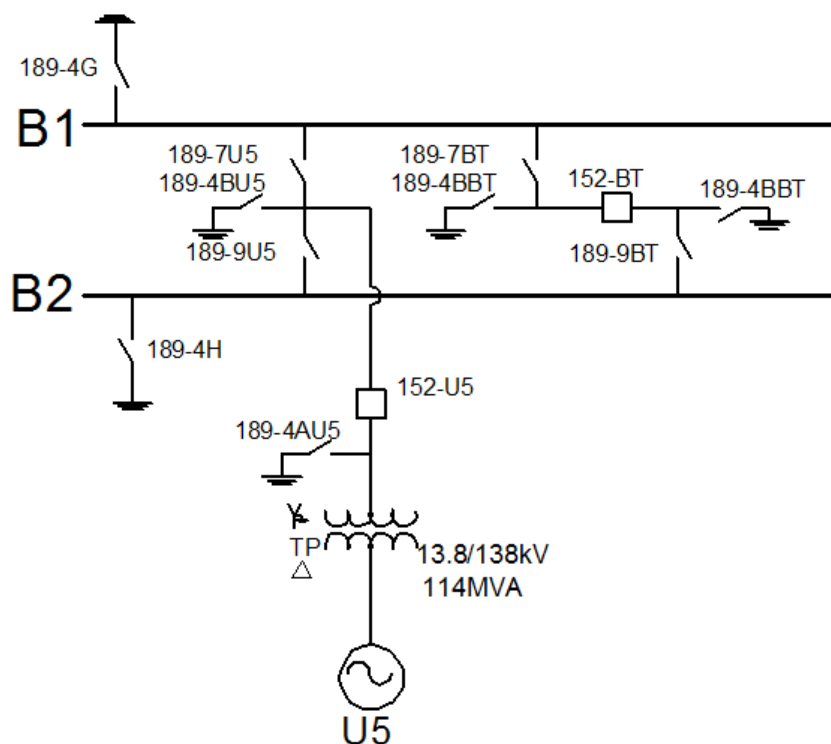 189-4G
B1
189-7U5
189-4BU5
189-7BT
189-4BBT
152-BT
189-4BBT
189-9U5
189-9BT
B2
189-4H
152-U5
189-4AU5
Y
TP
△
13.8/138kV
114MVA
U5